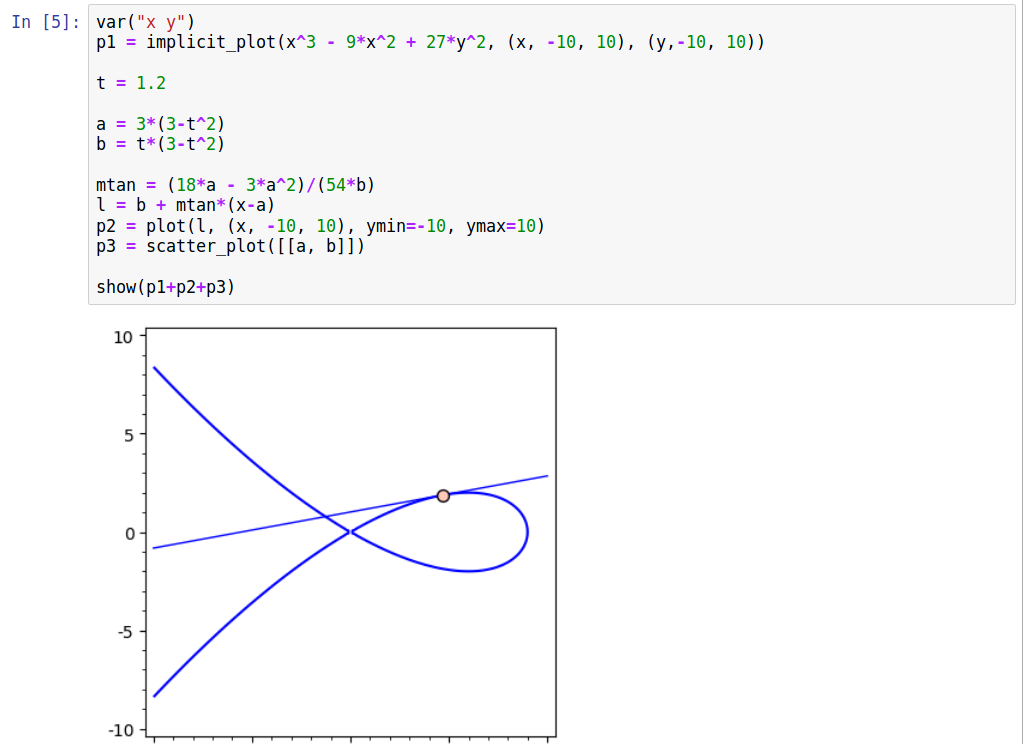 In [5]:
var("x y")
p1 = implicit_plot(x^3 - 9*x^2 + 27*y^2, (x, -10, 10), (y,-10, 10))
t = 1.2
a = 3*(3-t^2)
b = t*(3-t^2)
mtan = (18*a - 3*a^2)/(54*b)
l = b + mtan*(x-a)
p2 = plot(l, (x, -10, 10), ymin=-10, ymax=10)
p3 = scatter_plot([[a, b]])
show(p1+p2+p3)
10
5
0
-5
-10